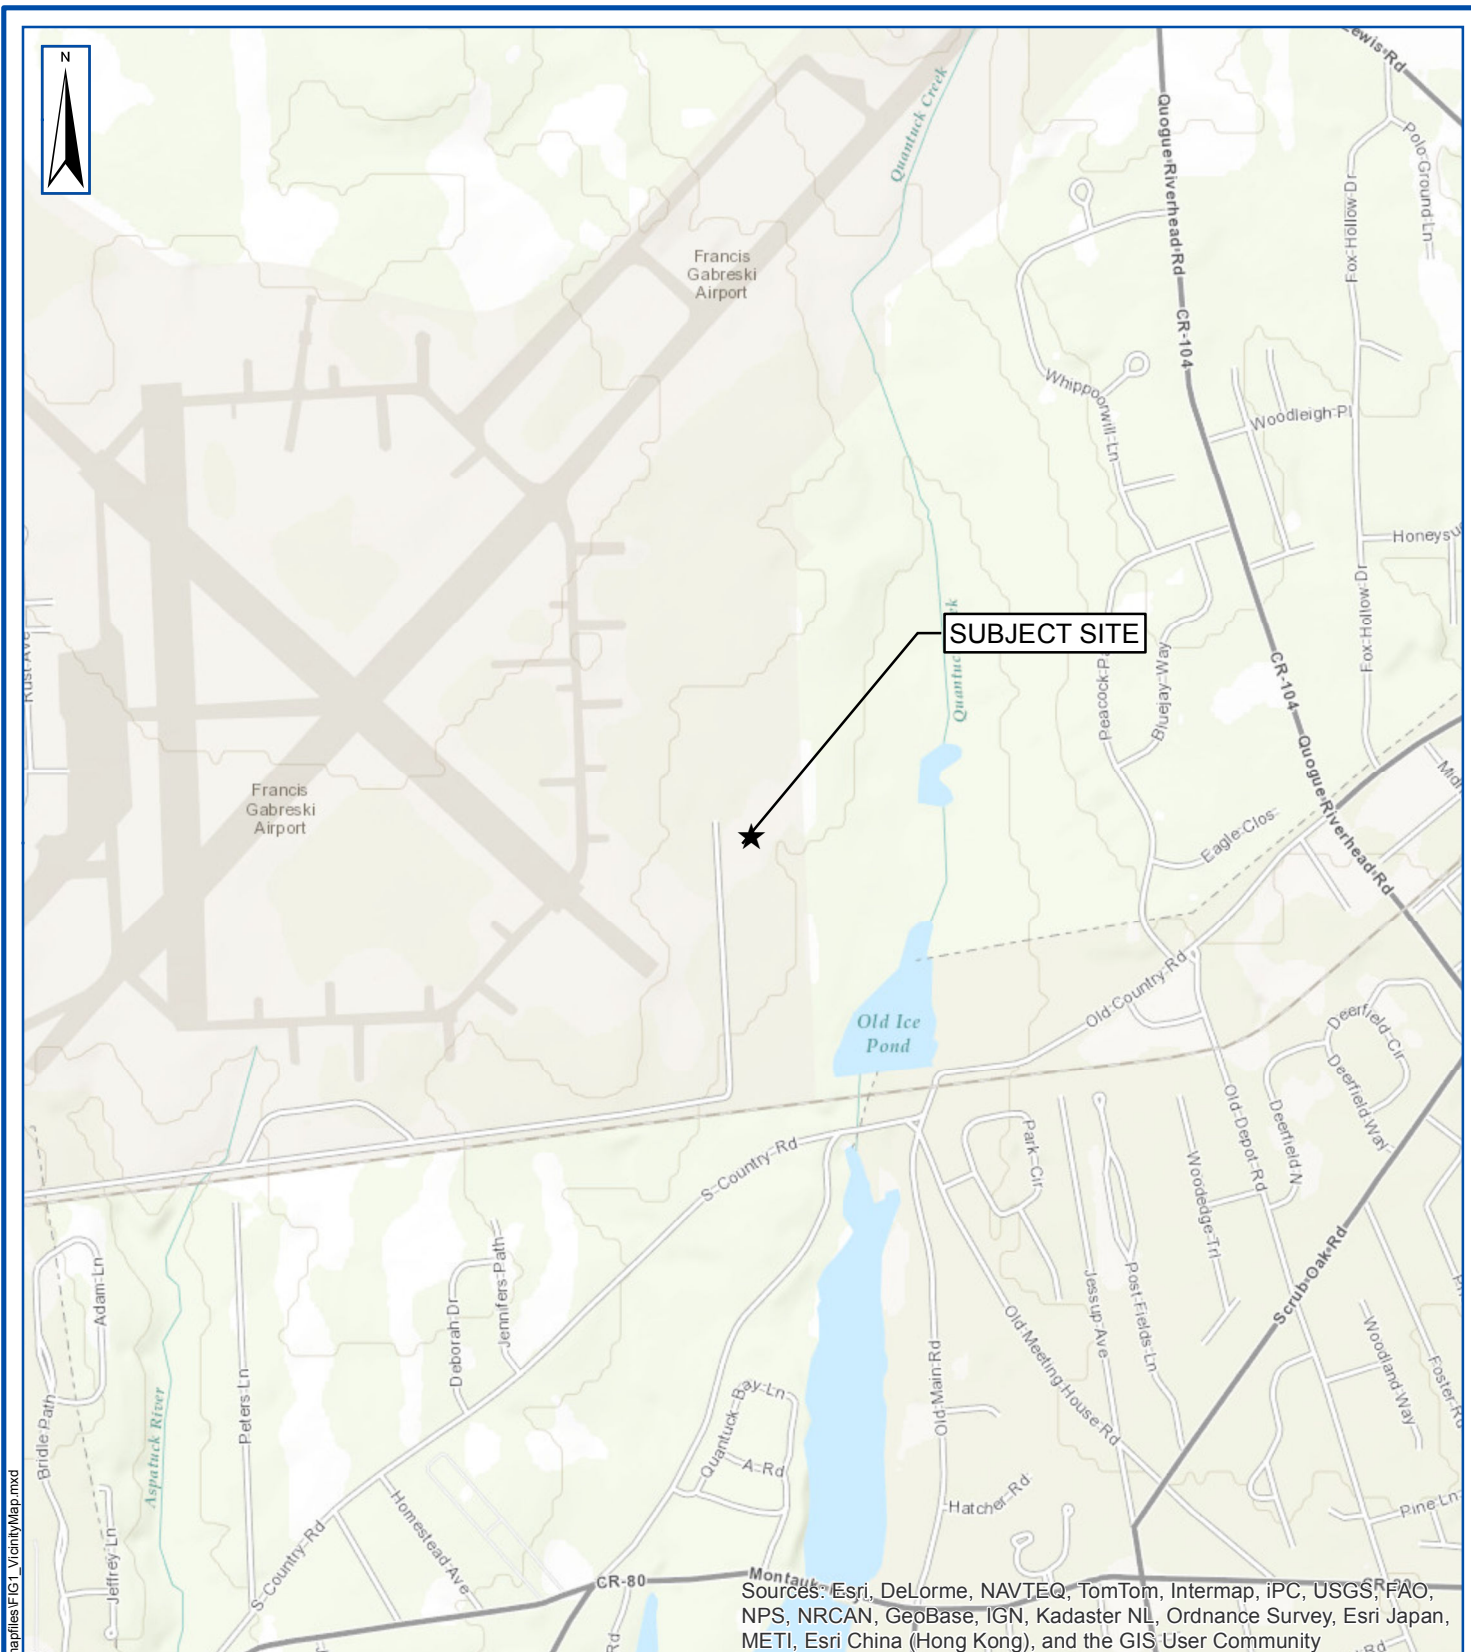 N
Lewis Rd
Quantuck Creek
Quogue Riverhead Rd
CR-104
Polo Ground Ln
Fox Hollow Dr
Francis
Gabreski
Airport
Whippoorwill Ln
Woodleigh Pl
Rust Ave
Fox Hollow Dr
SUBJECT SITE
Bluejay Way
CR-104
Quogue Riverhead Rd
Francis
Gabreski
Airport
Eagle Clos
Old Ice
Pond
Old Country Rd
Deerfield Cir
Deerfield Way
Old Depot Rd
Deerfield N
Park Cir
S Country Rd
Woodedge Trl
Adam Ln
Jennifers Path
Deborah Dr
Jessup Ave
Post Fields Ln
Scrub Oak Rd
Old Meeting House Rd
Old Main Rd
Woodland Way
Foster Rd
Peters Ln
Quantuck Bay Ln
A Rd
Bridle Path
Aspatuck River
Homestead Ave
Hatcher Rd
Pine Ln
Jeffrey Ln
S Country Rd
CR-80
Montauk
CR-80
Rd
Rd
Sources: Esri, DeLorme, NAVTEQ, TomTom, Intermap, iPC, USGS, FAO,
NPS, NRCAN, GeoBase, IGN, Kadaster NL, Ordnance Survey, Esri Japan,
METI, Esri China (Hong Kong), and the GIS User Community
apfiles\FIG1_VicinityMap.mxd